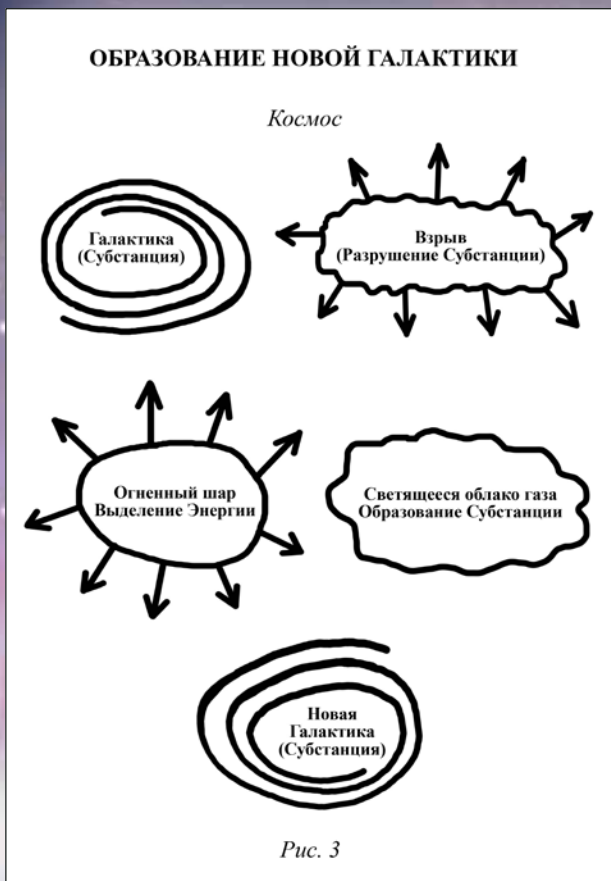 ОБРАЗОВАНИЕ НОВОЙ ГАЛАКТИКИ
Космос
Галактика
(Субстанция)
Взрыв
(Разрушение Субстанции)
Огненный шар
Выделение Энергии
Светящееся облако газа
Образование Субстанции
Новая
Галактика
(Субстанция)
Рис. 3